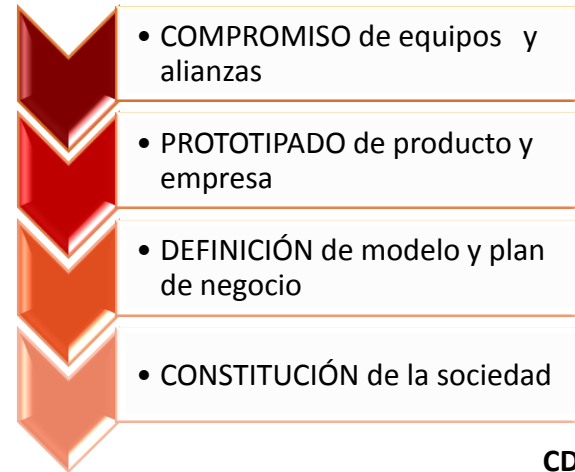 • COMPROMISO de equipos y
alianzas
• PROTOTIPADO de producto y
empresa
• DEFINICIÓN de modelo y plan
de negocio
• CONSTITUCIÓN de la sociedad
CD